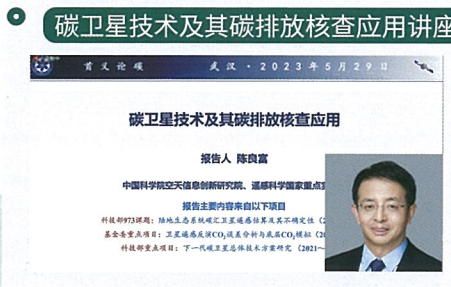 碳卫星技术及其碳排放核查应用讲座
首义论碳 武汉·2023年5月29日
碳卫星技术及其碳排放核查应用
报告人 陈良富
中国科学院空天信息创新研究院、遥感科学国家重点实
报告主要内容来自以下项目
科技部973课题：陆地生态系统碳汇卫星遥感估算及其不确定性（2
基金委重点项目：卫星遥感反演CO₂误差分析与底层CO₂模拟（20
科技部重点项目：下一代碳卫星总体技术方案研究（2021~